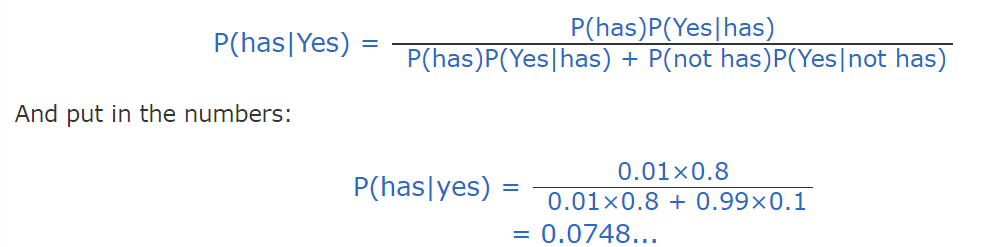 P(has|Yes) = P(has)P(Yes|has)
P(has)P(Yes|has) + P(not has)P(Yes|not has)
And put in the numbers:
P(has|yes) = 0.01×0.8
0.01×0.8 + 0.99×0.1
= 0.0748...